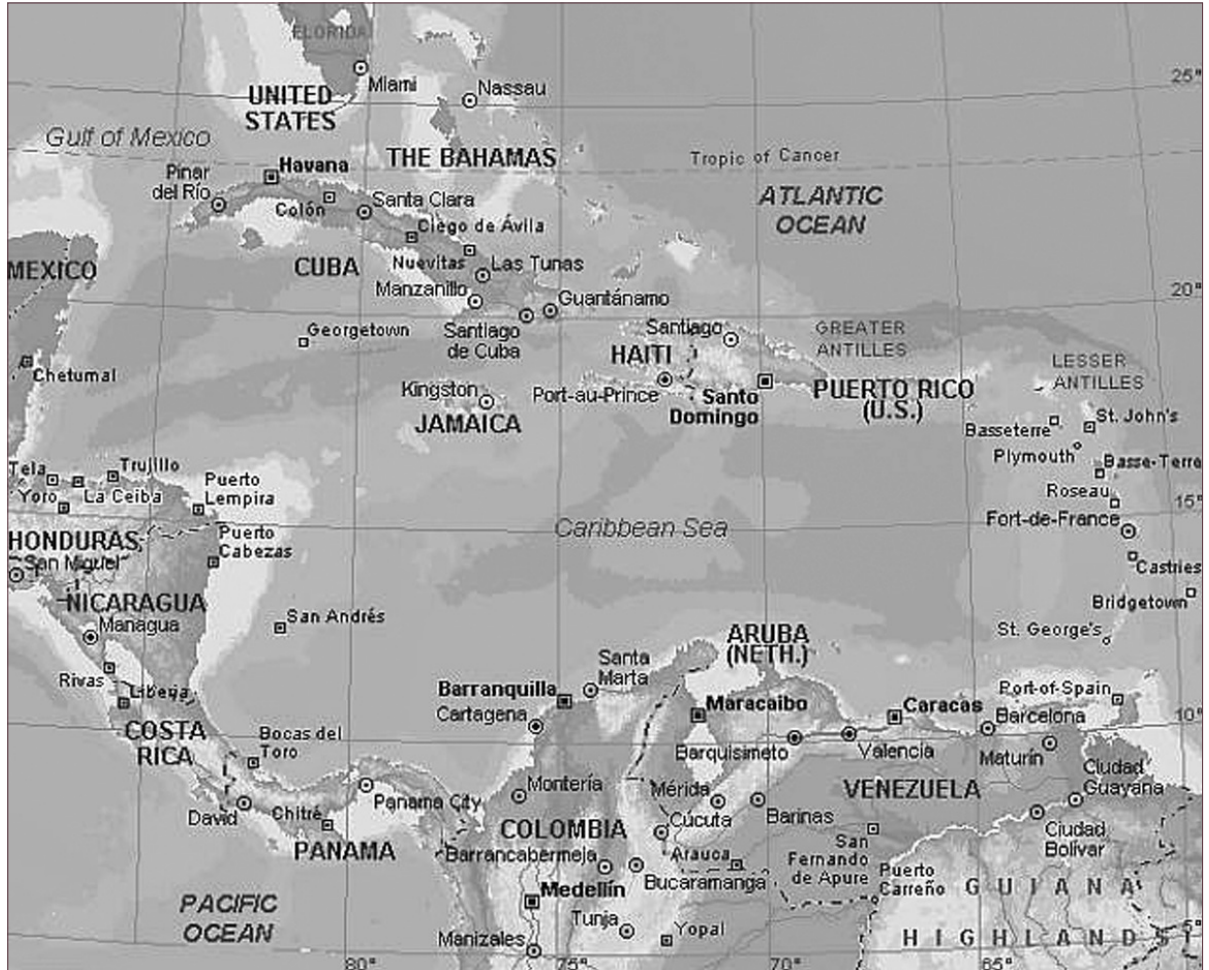 FLORIDA
Miami
25°
Nassau
UNITED
STATES
Gulf of Mexico
THE BAHAMAS
Tropic of Cancer
Pinar
del Río
Havana
ATLANTIC
OCEAN
Colón
Santa Clara
Ciego de Ávila
MEXICO
CUBA
Nuevitas
Las Tunas
Manzanillo
Guantánamo
20°
Georgetown
Santiago
de Cuba
Santiago
GREATER
ANTILLES
HAITI
LESSER
ANTILLES
Chetumal
Kingston
Port-au-Prince
Santo
Domingo
PUERTO RICO
(U.S.)
JAMAICA
Basseterre
St. John's
Plymouth
Tela
Trujillo
Basse-Terre
Yoro
La Ceiba
Puerto
Lempira
Roseau
15°
Fort-de-France
Caribbean Sea
HONDURAS
Puerto
Cabezas
San Miguel
Castries
NICARAGUA
Bridgetown
Managua
San Andrés
St. George's
ARUBA
(NETH.)
Rivas
Santa
Marta
Liberia
Barranquilla
Port-of-Spain
Cartagena
Maracaibo
Caracas
10°
COSTA
RICA
Bocas del
Toro
Barcelona
Barquisimeto
Valencia
Maturín
Montería
Ciudad
Guayana
David
Chitré
Panama City
Mérida
VENEZUELA
COLOMBIA
Cúcuta
Barinas
Ciudad
Bolívar
PANAMA
Barrancabermeja
Arauca
San
Fernando
de Apure
Bucaramanga
Puerto
Carreño
GUIANA
Medellín
PACIFIC
OCEAN
Tunja
Yopal
HIGHLANDS
5°
Manizales
80°
75°
70°
65°